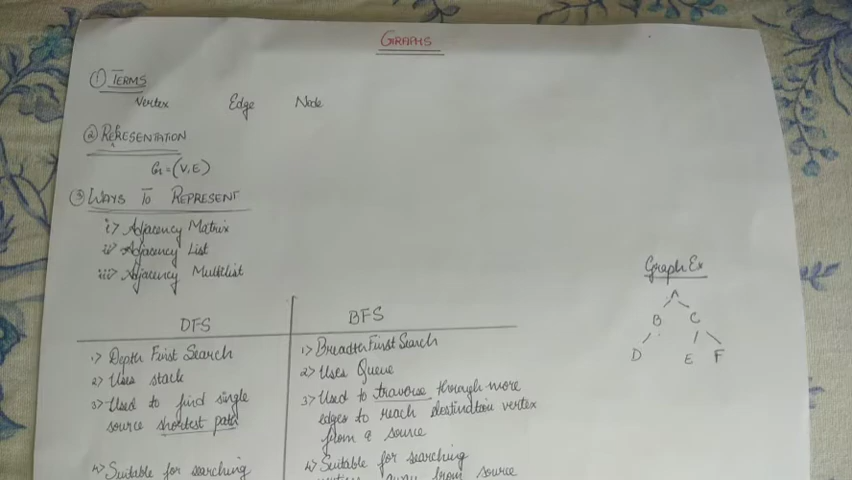 GRAPHS
① TERMS
Vertex Edge Node
② REPRESENTATION
G = (V, E)
③ WAYS TO REPRESENT
i> Adjacency Matrix
ii> Adjacency List
iii> Adjacency Multilist
Graph Ex
A
B C
D E F
DFS
1> Depth First Search
2> Uses stack
3> Used to find single
source shortest path
4> Suitable for searching
BFS
1> Breadth First Search
2> Uses Queue
3> Used to traverse through more
edges to reach destination vertex
from a source
4> Suitable for searching
away from source